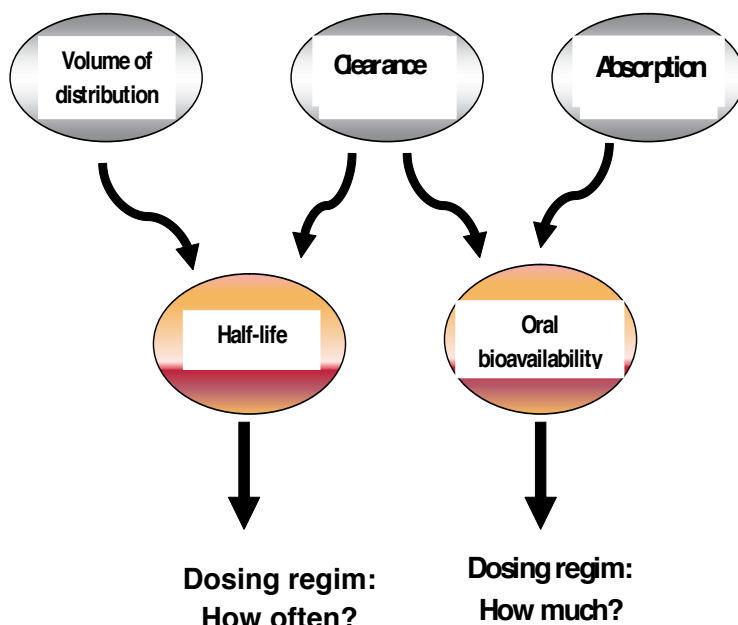 Volume of
distribution
Clearance
Absorption
Half-life
Oral
bioavailability
Dosing regim:
How often?
Dosing regim:
How much?